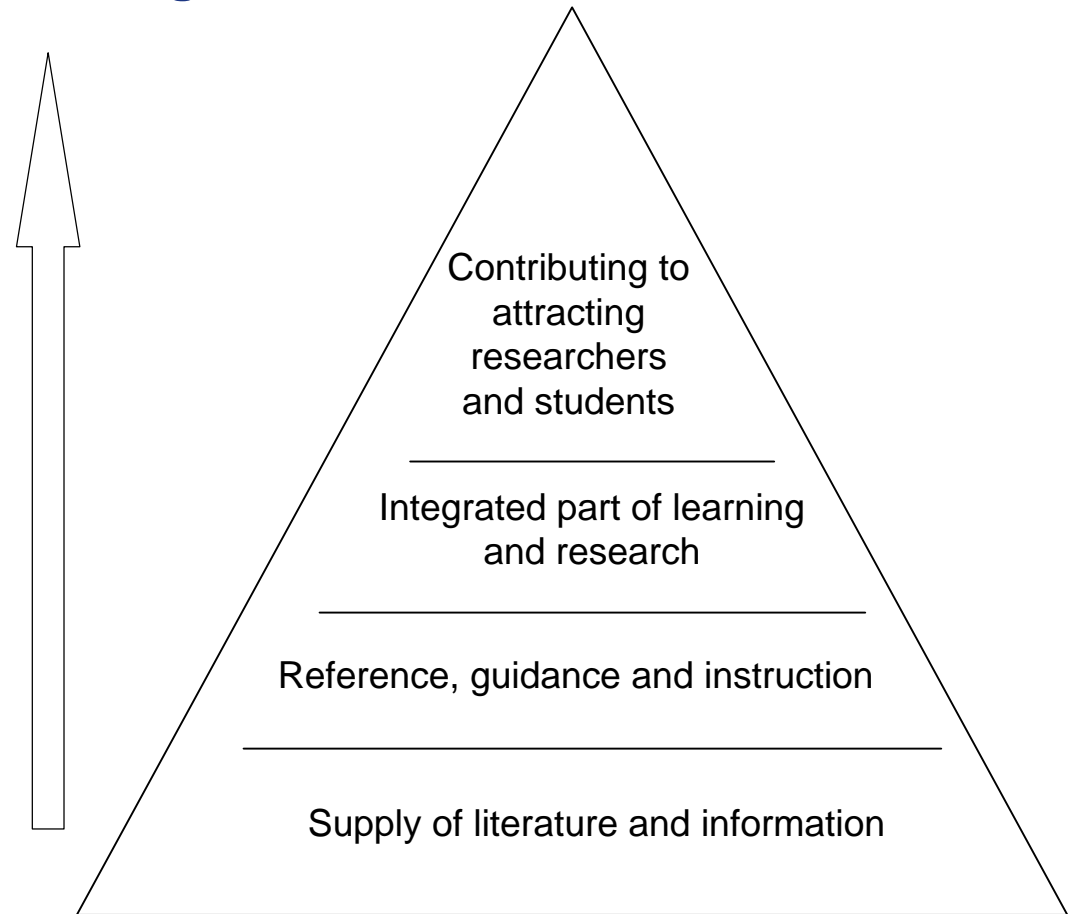 Contributing to
attracting
researchers
and students
Integrated part of learning
and research
Reference, guidance and instruction
Supply of literature and information